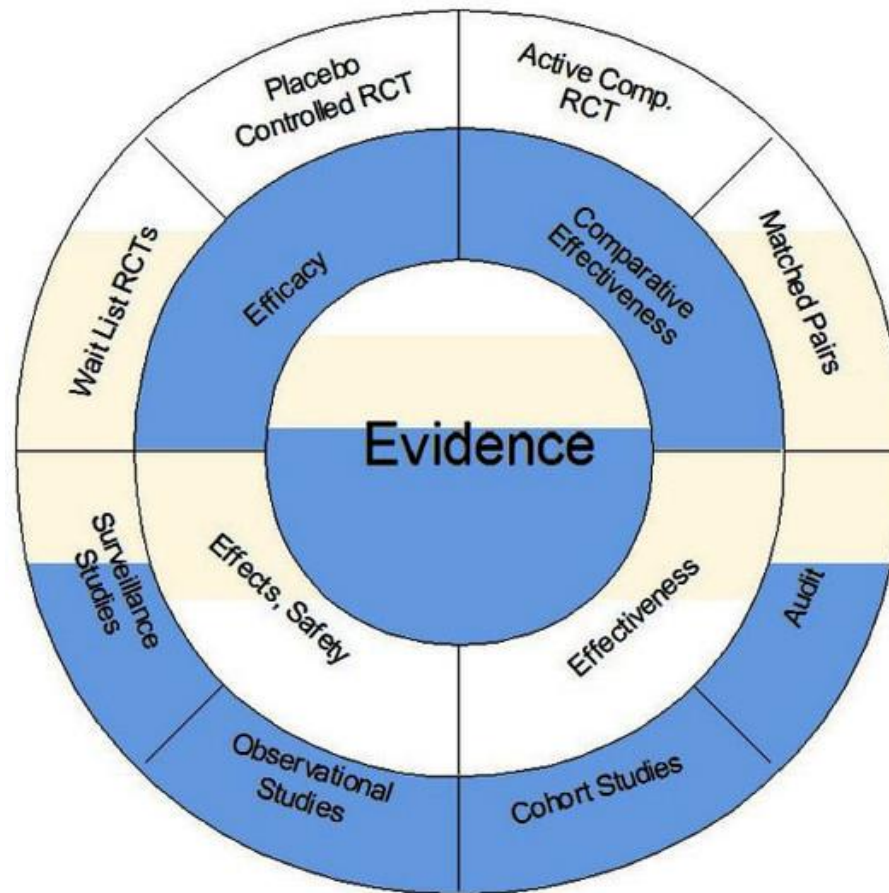 Placebo
Controlled RCT
Active Comp.
RCT
Wait List RCTs
Efficacy
Comparative
Effectiveness
Matched Pairs
Evidence
Surveillance
Studies
Effects, Safety
Effectiveness
Audit
Observational
Studies
Cohort Studies